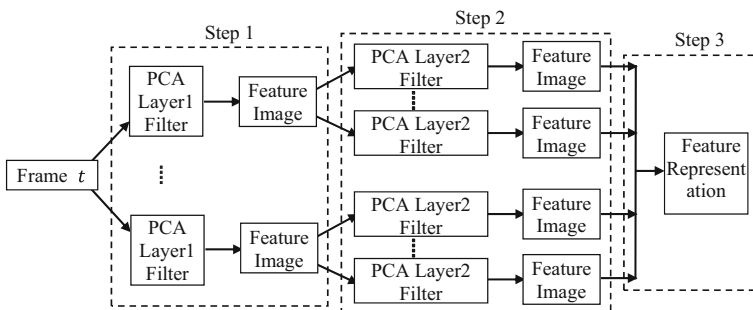 Step 1
Step 2
Step 3
Frame t
PCA
Layer1
Filter
Feature
Image
PCA Layer2
Filter
Feature
Image
PCA Layer2
Filter
Feature
Image
PCA
Layer1
Filter
Feature
Image
PCA Layer2
Filter
Feature
Image
PCA Layer2
Filter
Feature
Image
Feature
Represent
ation